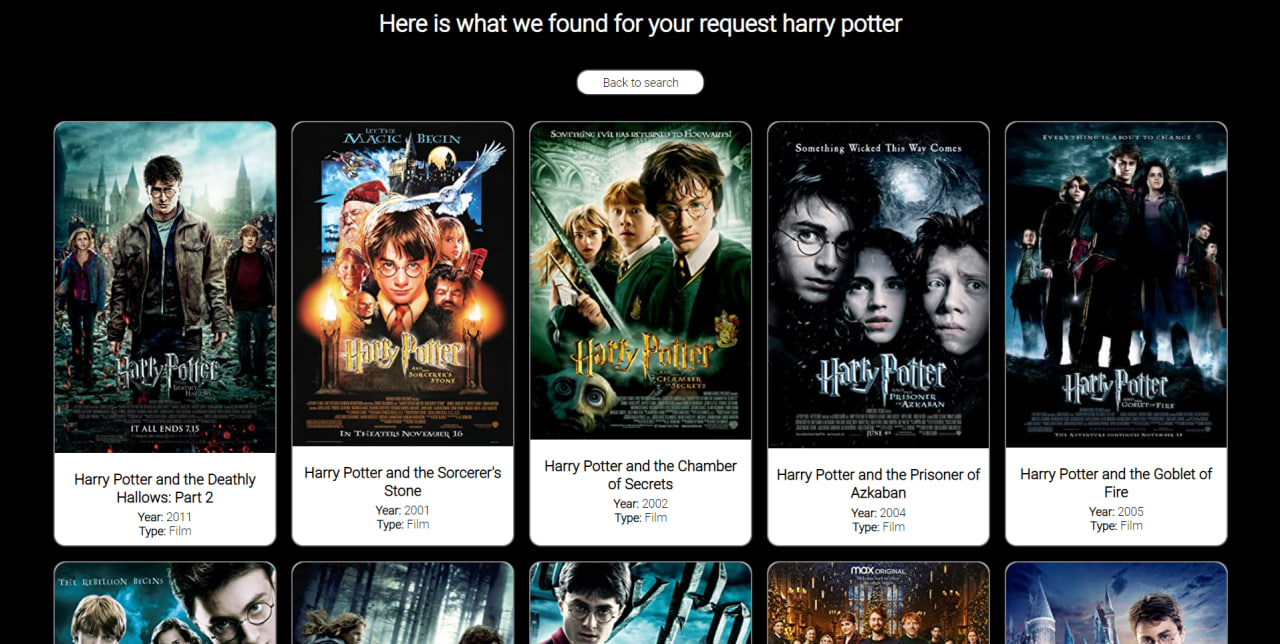 Here is what we found for your request harry potter
Back to search
Harry Potter
AND THE
DEATHLY
HALLOWS
IT ALL ENDS 7.15
Harry Potter and the Deathly
Hallows: Part 2
Year: 2011
Type: Film
LET THE
MAGIC BEGIN
Harry Potter
AND THE
SORCERER'S
STONE
IN THEATERS NOVEMBER 16
Harry Potter and the Sorcerer's
Stone
Year: 2001
Type: Film
SOMETHING EVIL HAS RETURNED TO HOGWARTS!
Harry Potter
AND THE
CHAMBER
OF SECRETS
Harry Potter and the Chamber
of Secrets
Year: 2002
Type: Film
Something Wicked This Way Comes
Harry Potter
AND THE
PRISONER
OF AZKABAN
JUNE 4
Harry Potter and the Prisoner of
Azkaban
Year: 2004
Type: Film
EVERYTHING IS ABOUT TO CHANGE.
Harry Potter
AND THE
GOBLET OF FIRE
THE ADVENTURE CONTINUES NOVEMBER 18
Harry Potter and the Goblet of
Fire
Year: 2005
Type: Film
THE REBELLION BEGINS
max ORIGINAL